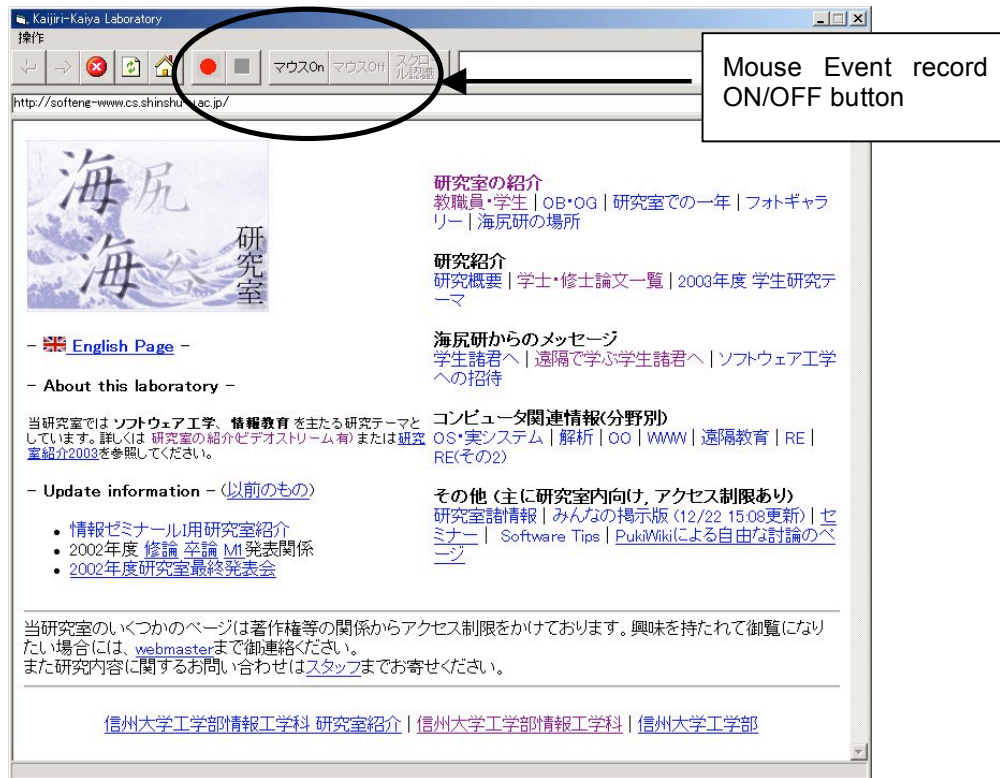 Kaijiri-Kaiya Laboratory
操作
マウスOn マウスOff スクロー
ル認識
Mouse Event record
ON/OFF button
http://softeng-www.cs.shinshu-u.ac.jp/
海尻
海谷
研究室
- English Page -
- About this laboratory -
当研究室では ソフトウェア工学、情報教育 を主たる研究テーマと
しています。詳しくは 研究室の紹介ビデオストリーム有) または研究
室紹介2003を参照してください。
- Update information - (以前のもの)
• 情報ゼミナールI用研究室紹介
• 2002年度 修論 卒論 M1発表関係
• 2002年度研究室最終発表会
研究室の紹介
教職員・学生 | OB・OG | 研究室での一年 | フォトギャラ
リー | 海尻研の場所
研究紹介
研究概要 | 学士・修士論文一覧 | 2003年度 学生研究テ
ーマ
海尻研からのメッセージ
学生諸君へ | 遠隔で学ぶ学生諸君へ | ソフトウェア工学
への招待
コンピュータ関連情報(分野別)
OS・実システム | 解析 | OO | WWW | 遠隔教育 | RE |
RE(その2)
その他 (主に研究室内向け, アクセス制限あり)
研究室諸情報 | みんなの掲示版 (12/22 15:08更新) | セ
ミナー | Software Tips | PukiWikiによる自由な討論のペ
ージ
当研究室のいくつかのページは著作権等の関係からアクセス制限をかけております。興味を持たれて御覧になり
たい場合には、webmasterまで御連絡ください。
また研究内容に関するお問い合わせはスタッフまでお寄せください。
信州大学工学部情報工学科 研究室紹介 | 信州大学工学部情報工学科 | 信州大学工学部